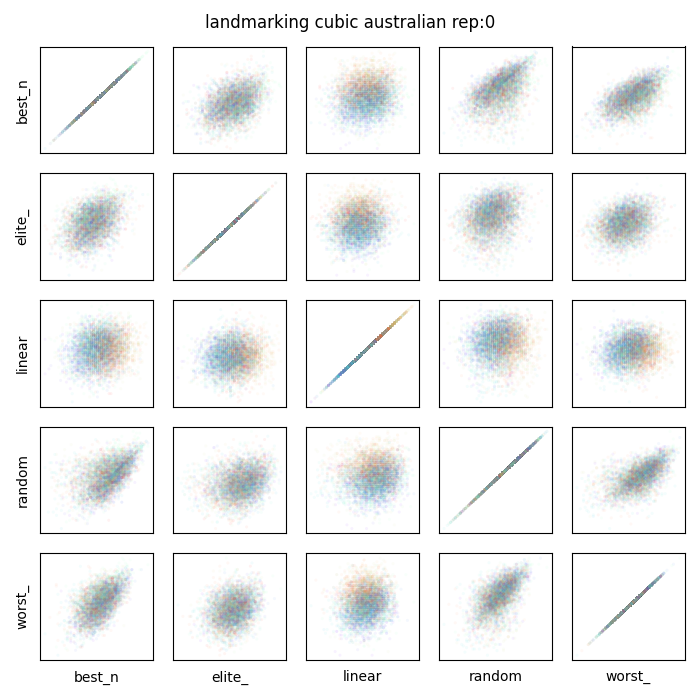 landmarking cubic australian rep:0
best_n
elite_
linear
random
worst_
best_n elite_ linear random worst_